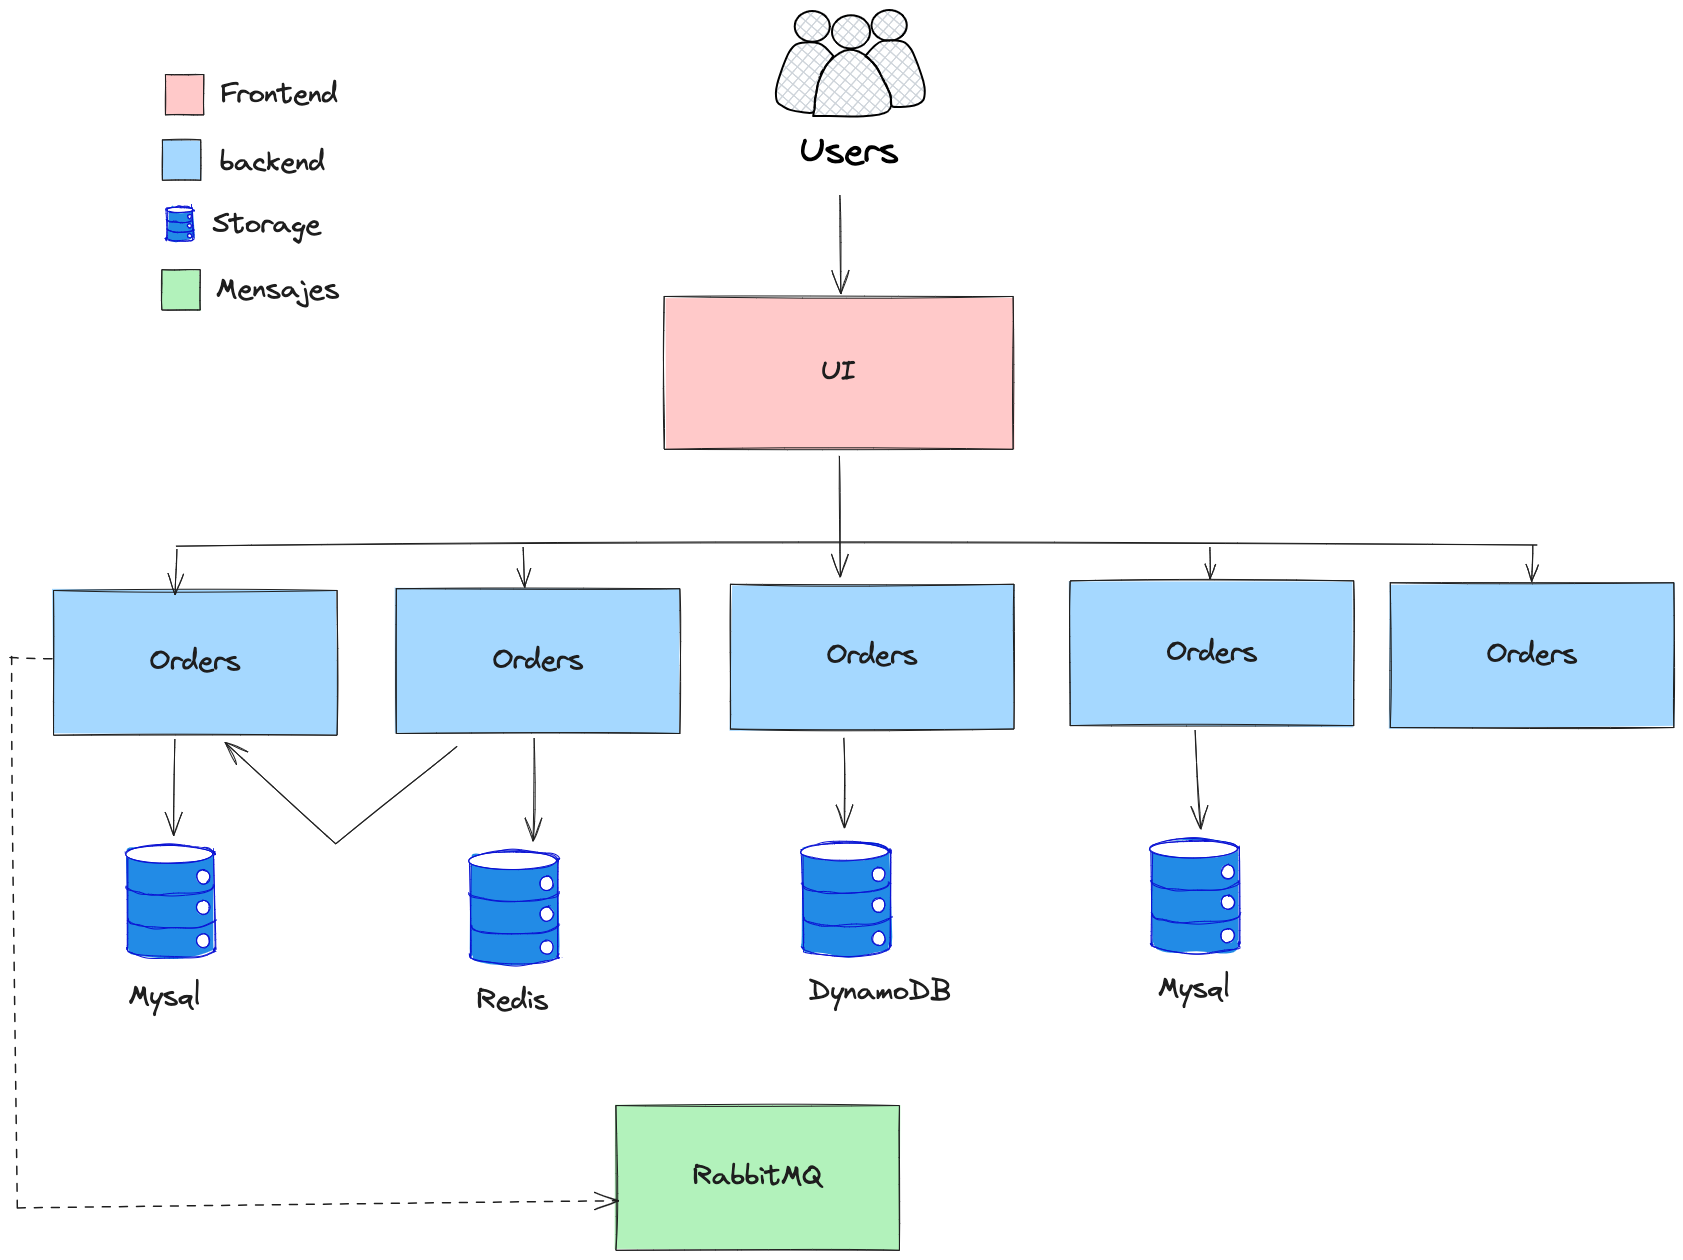 Users
Frontend
backend
Storage
Mensajes
UI
Orders
Orders
Orders
Orders
Orders
Mysql
Redis
DynamoDB
Mysql
RabbitMQ